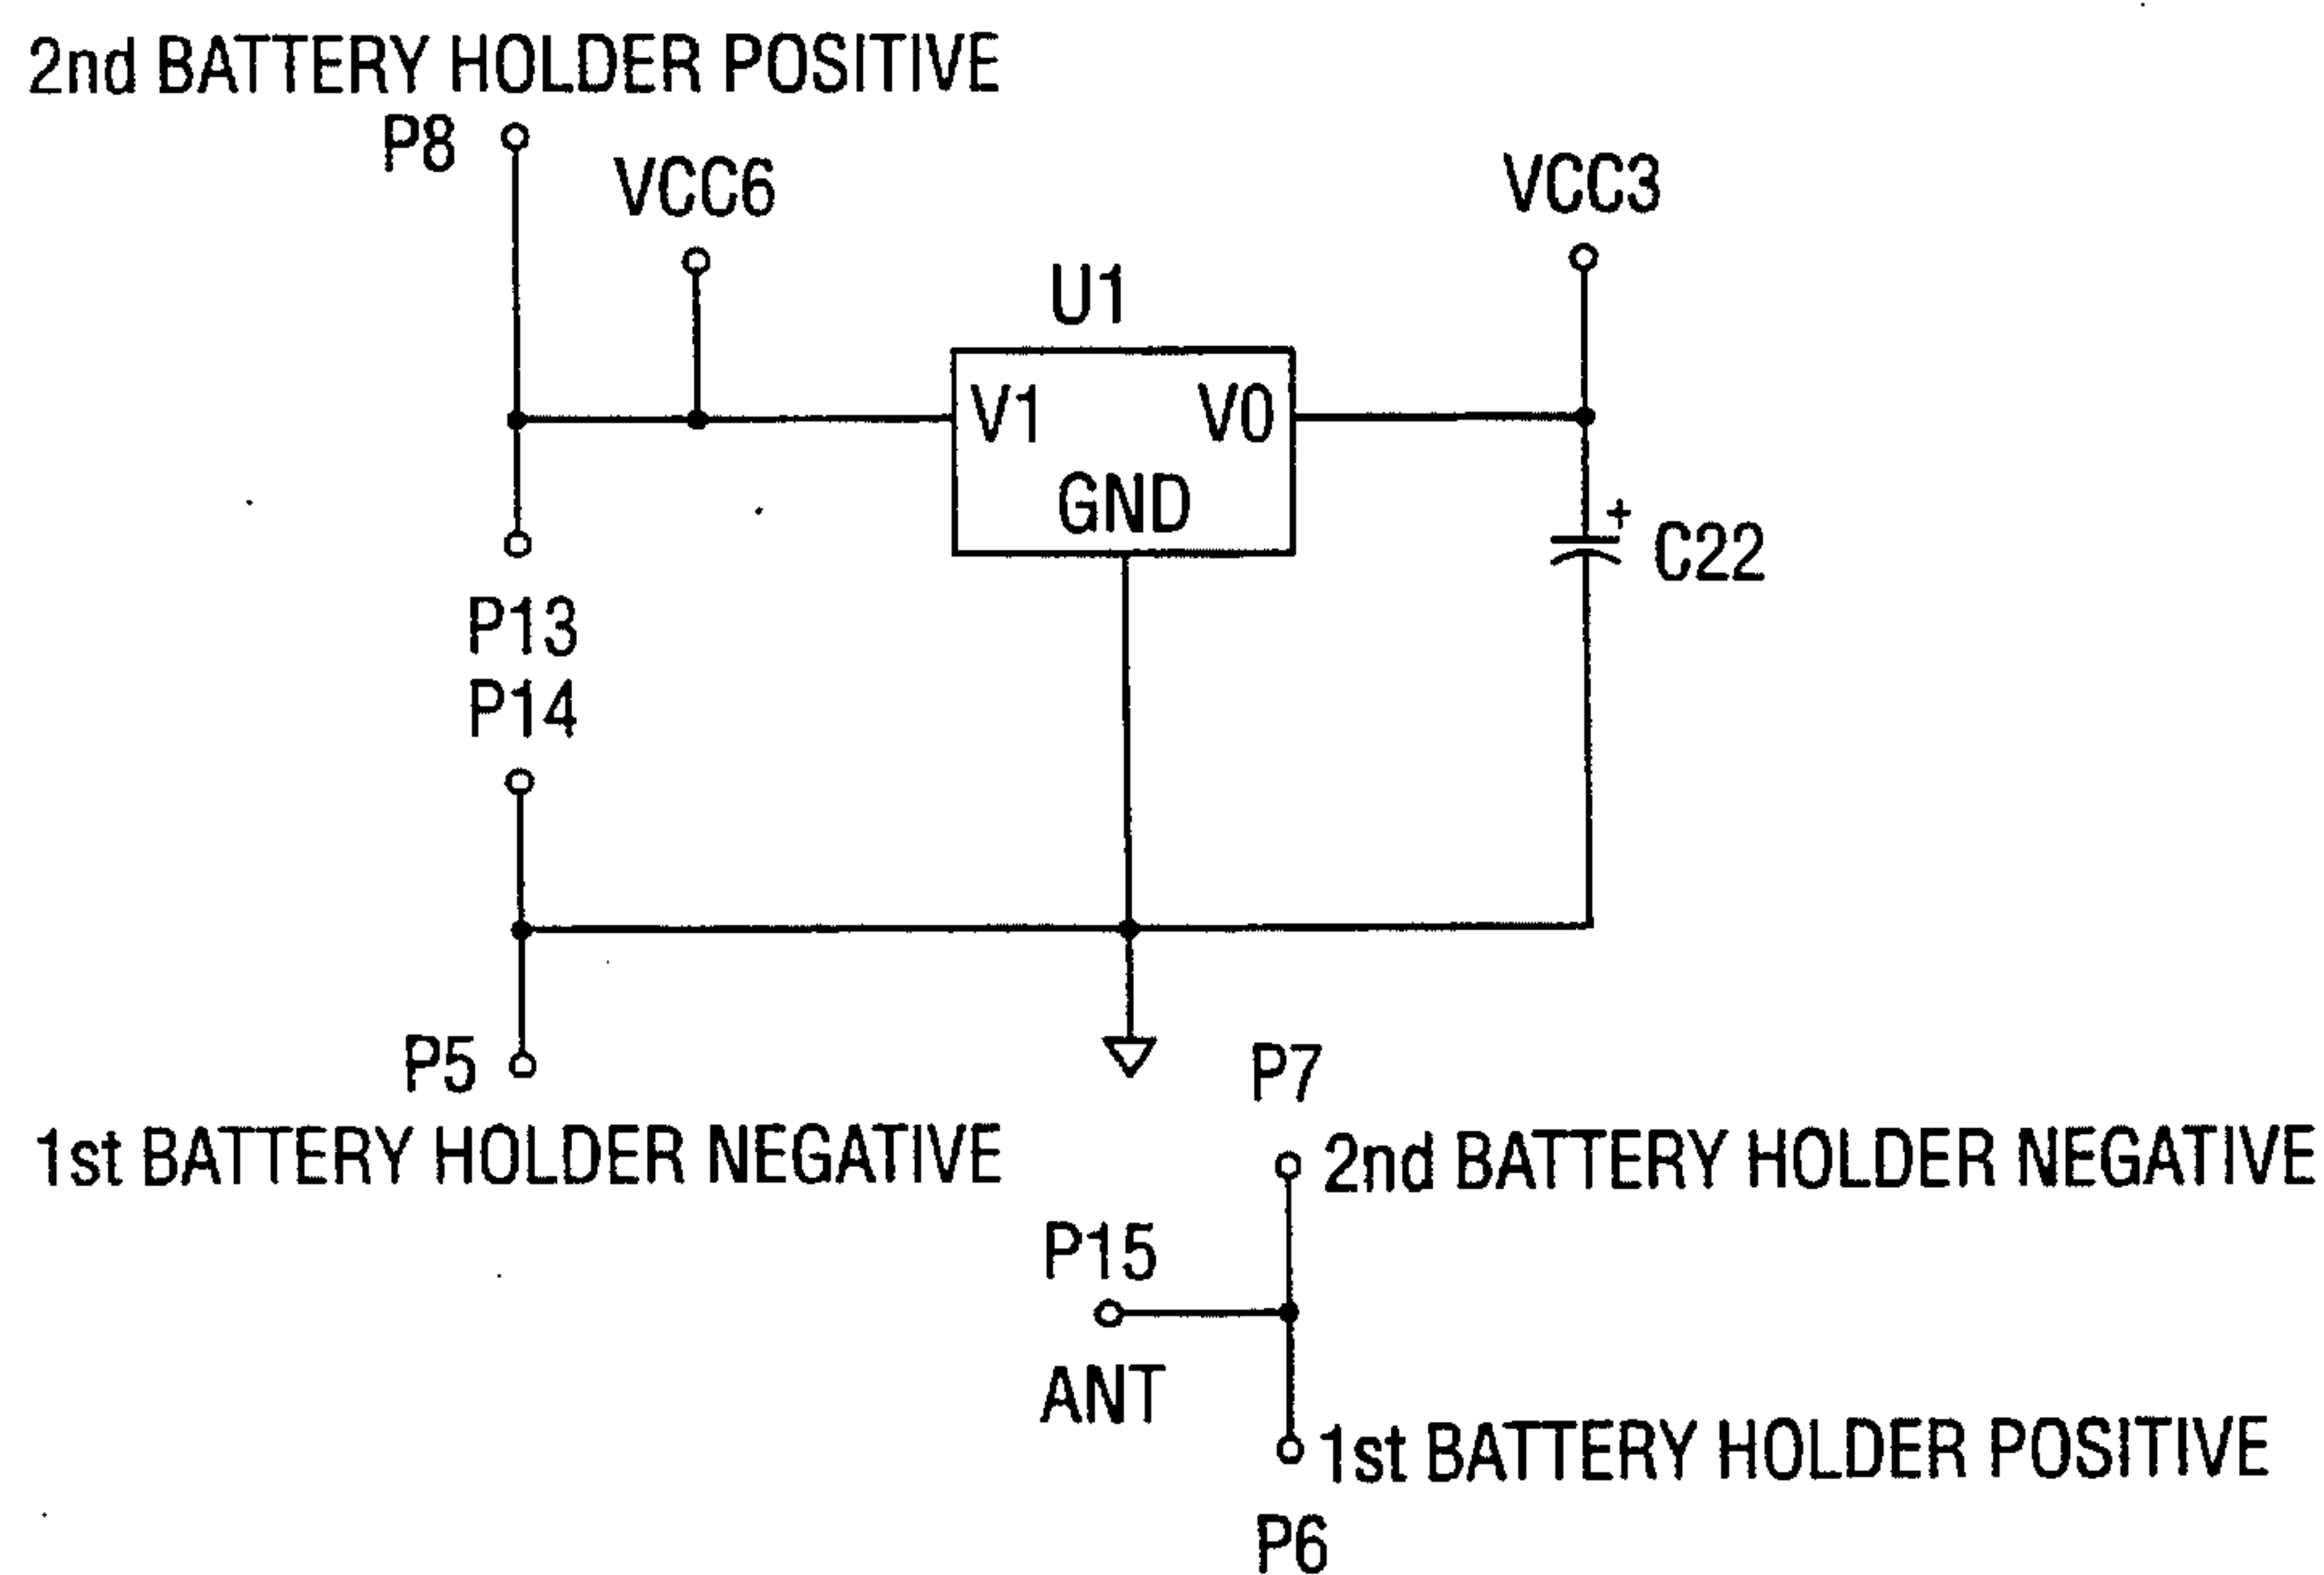 2nd BATTERY HOLDER POSITIVE
P8
VCC6
VCC3
U1
V1 V0
GND
+
C22
P13
P14
P5
1st BATTERY HOLDER NEGATIVE
P7
2nd BATTERY HOLDER NEGATIVE
P15
ANT
1st BATTERY HOLDER POSITIVE
P6